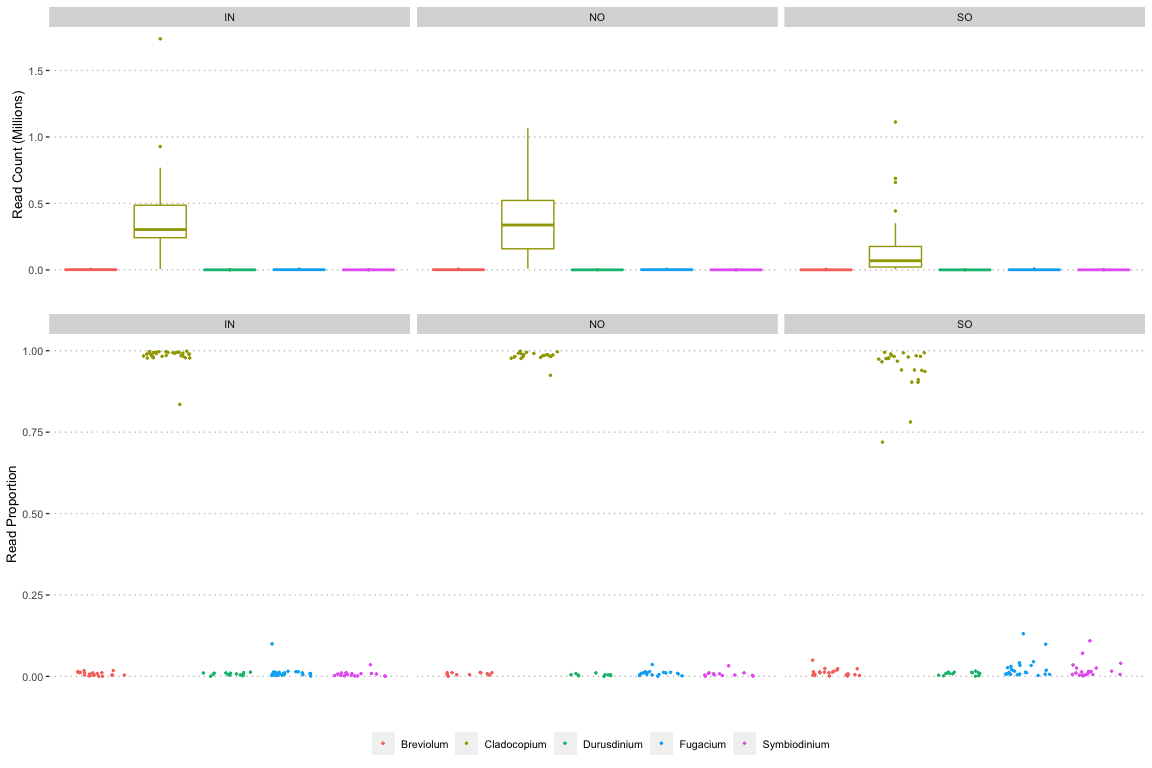 IN NO SO
Read Count (Millions)
1.5
1.0
0.5
0.0
IN NO SO
Read Proportion
1.00
0.75
0.50
0.25
0.00
Breviolum Cladocopium Durusdinium Fugacium Symbiodinium